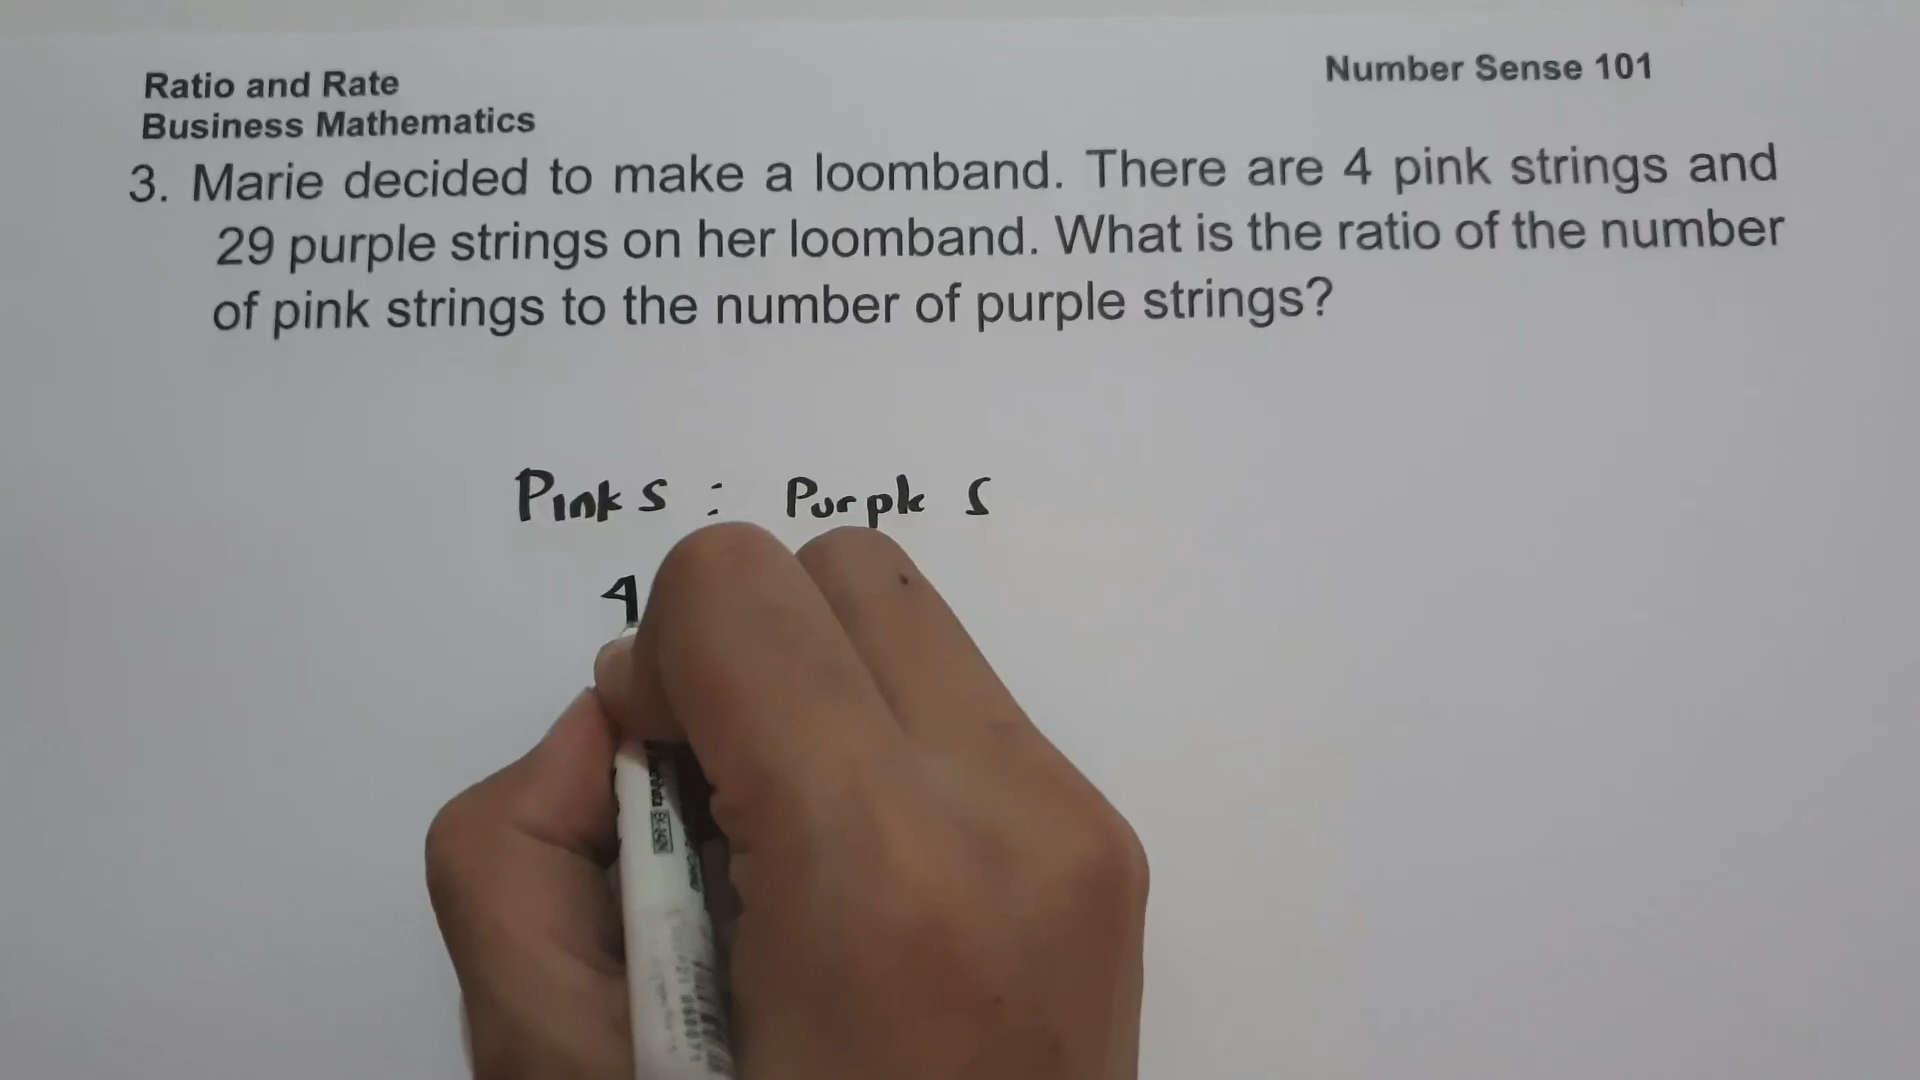 Ratio and Rate
Number Sense 101
Business Mathematics
3. Marie decided to make a loomband. There are 4 pink strings and
29 purple strings on her loomband. What is the ratio of the number
of pink strings to the number of purple strings?
Pink S : Purple S
4